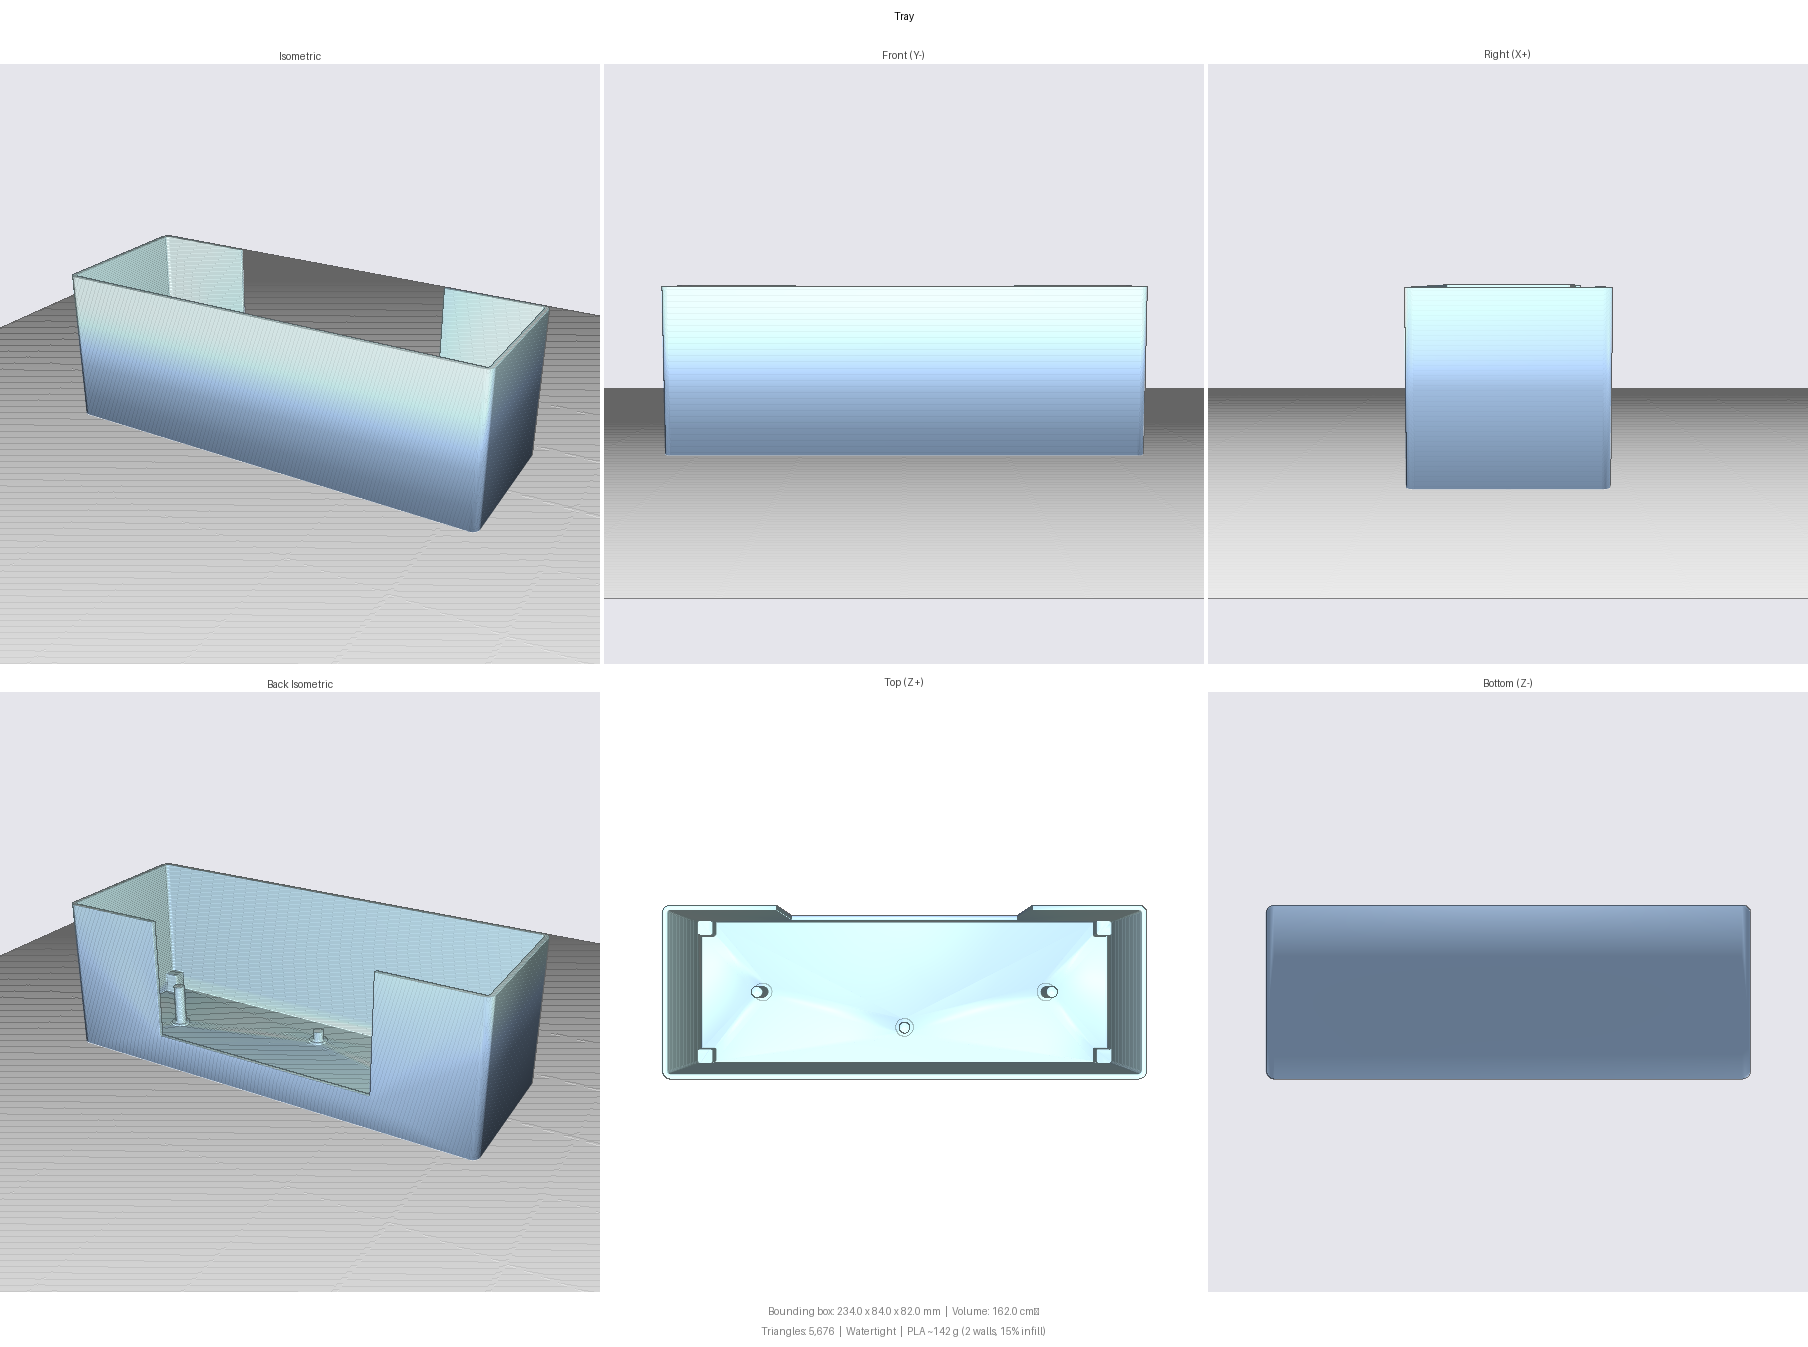 Tray
Isometric
Front (Y-)
Right (X+)
Back Isometric
Top (Z+)
Bottom (Z-)
Bounding box: 234.0 x 84.0 x 82.0 mm | Volume: 162.0 cm▯
Triangles: 5,676 | Watertight | PLA ~142 g (2 walls, 15% infill)